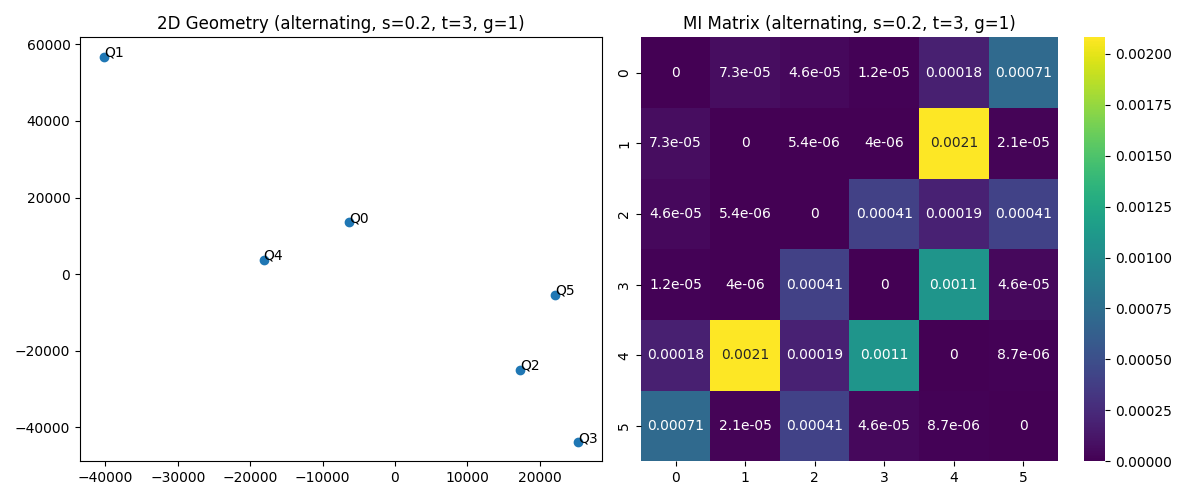 2D Geometry (alternating, s=0.2, t=3, g=1)
60000
40000
20000
0
−20000
−40000
Q1
Q0
Q4
Q5
Q2
Q3
−40000 −30000 −20000 −10000 0 10000 20000
MI Matrix (alternating, s=0.2, t=3, g=1)
0 0 7.3e-05 4.6e-05 1.2e-05 0.00018 0.00071
1 7.3e-05 0 5.4e-06 4e-06 0.0021 2.1e-05
2 4.6e-05 5.4e-06 0 0.00041 0.00019 0.00041
3 1.2e-05 4e-06 0.00041 0 0.0011 4.6e-05
4 0.00018 0.0021 0.00019 0.0011 0 8.7e-06
5 0.00071 2.1e-05 0.00041 4.6e-05 8.7e-06 0
0 1 2 3 4 5
0.00200
0.00175
0.00150
0.00125
0.00100
0.00075
0.00050
0.00025
0.00000